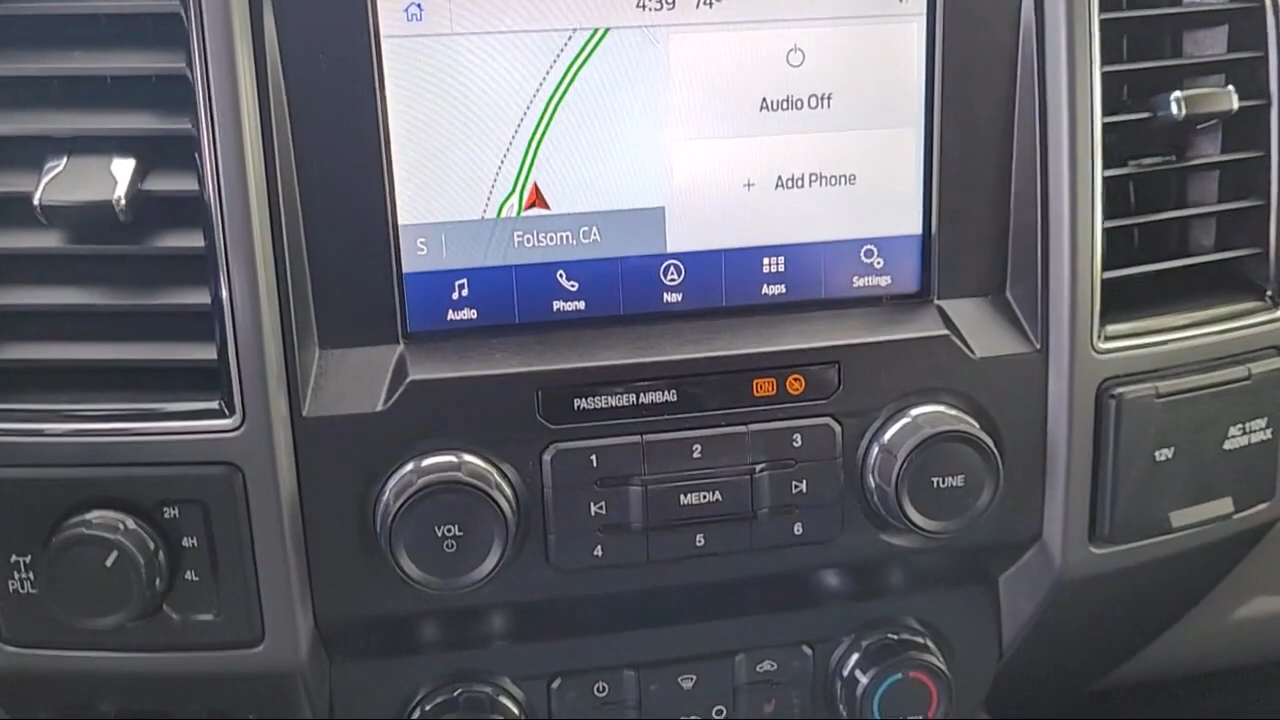 4:39 74°
Audio Off
+ Add Phone
S | Folsom, CA
Audio
Phone
Nav
Apps
Settings
PASSENGER AIRBAG ON
1
2
3
VOL
MEDIA
TUNE
4
5
6
2H
4H
4L
PUL
12V
AC 110V
400W MAX